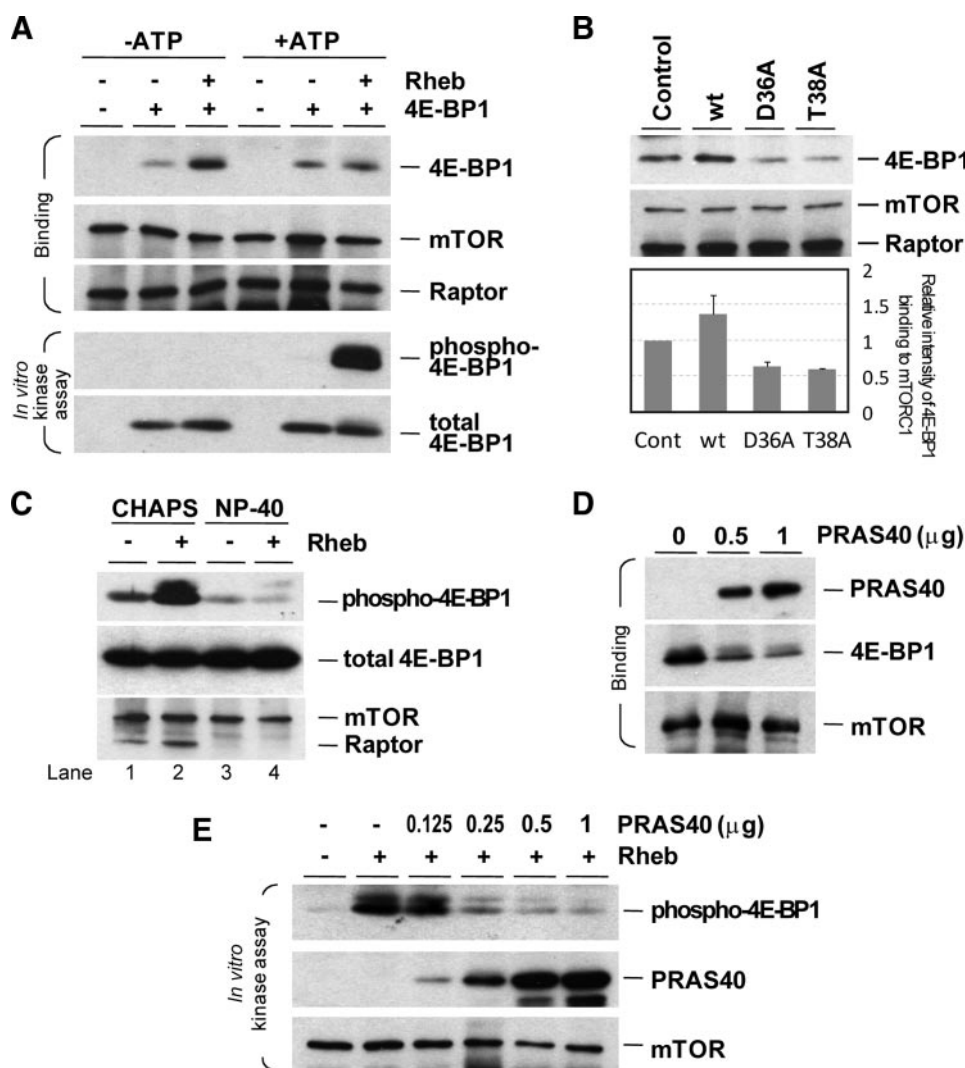 A
-ATP +ATP
- - + - - + Rheb
- + + - + + 4E-BP1
Binding
4E-BP1
mTOR
Raptor
In vitro
kinase
assay
phospho-
4E-BP1
total
4E-BP1
B
Control wt D36A T38A
4E-BP1
mTOR
Raptor
2
1.5
1
0.5
0
Relative intensity of 4E-BP1
binding to mTORC1
Cont wt D36A T38A
C
CHAPS NP-40
- + - + Rheb
phospho-4E-BP1
total 4E-BP1
mTOR
Raptor
Lane 1 2 3 4
D
0 0.5 1 PRAS40 (μg)
Binding
PRAS40
4E-BP1
mTOR
E
- - 0.125 0.25 0.5 1 PRAS40 (μg)
- + + + + + Rheb
In vitro
kinase assay
phospho-4E-BP1
PRAS40
mTOR